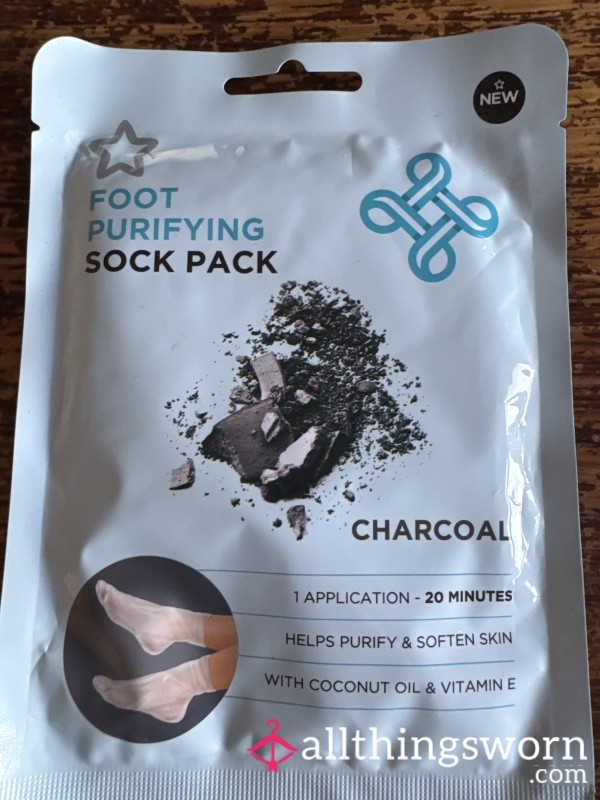 NEW
FOOT
PURIFYING
SOCK PACK
CHARCOAL
1 APPLICATION - 20 MINUTES
HELPS PURIFY & SOFTEN SKIN
WITH COCONUT OIL & VITAMIN E
allthingsworn
.com